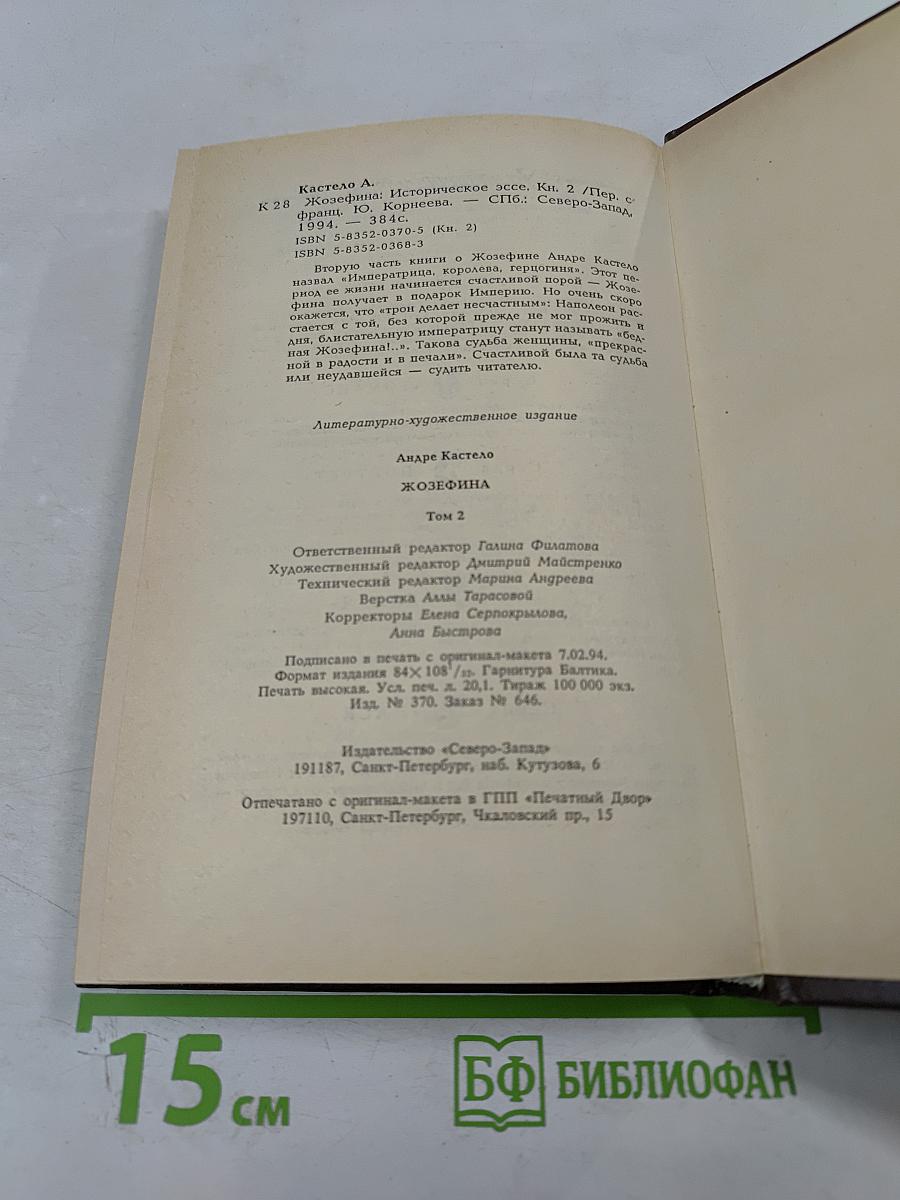 Кастело А.
К 28 Жозефина: Историческое эссе. Кн. 2 /Пер. с
франц. Ю. Корнеева. — СПб.: Северо-Запад,
1994. — 384с.
ISBN 5-8352-0370-5 (Кн. 2)
ISBN 5-8352-0368-3
Вторую часть книги о Жозефине Андре Кастело
назвал «Императрица, королева, герцогиня». Этот пе-
риод ее жизни начинается счастливой порой — Жозе-
фина получает в подарок Империю. Но очень скоро
окажется, что «трон делает несчастным»: Наполеон рас-
стается с той, без которой прежде не мог прожить и
дня, блистательную императрицу станут называть «бед-
ная Жозефина!..». Такова судьба женщины, «прекрас-
ной в радости и в печали». Счастливой была та судьба
или неудавшейся — судить читателю.
Литературно-художественное издание
Андре Кастело
ЖОЗЕФИНА
Том 2
Ответственный редактор Галина Филатова
Художественный редактор Дмитрий Майстренко
Технический редактор Марина Андреева
Верстка Аллы Тарасовой
Корректоры Елена Серпокрылова,
Анна Быстрова
Подписано в печать с оригинал-макета 7.02.94.
Формат издания 84×108 1/32. Гарнитура Балтика.
Печать высокая. Усл. печ. л. 20,1. Тираж 100 000 экз.
Изд. № 370. Заказ № 646.
Издательство «Северо-Запад»
191187, Санкт-Петербург, наб. Кутузова, 6
Отпечатано с оригинал-макета в ГПП «Печатный Двор»
197110, Санкт-Петербург, Чкаловский пр., 15
15 см
БФ БИБЛИОФАН